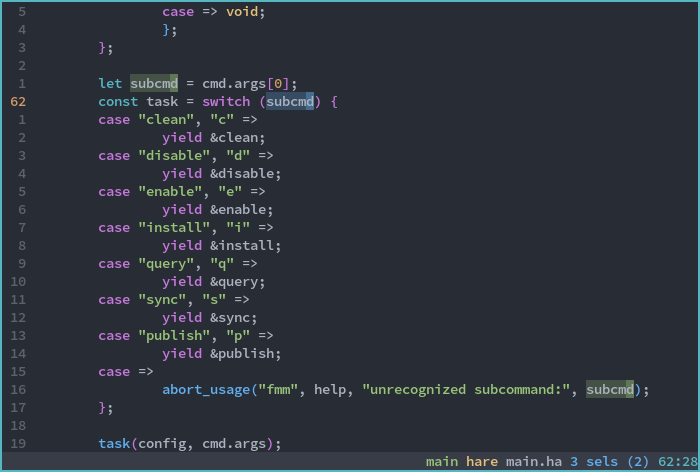 5                 case => void;
4                 };
3         };
2
1         let subcmd = cmd.args[0];
62         const task = switch (subcmd) {
1         case "clean", "c" =>
2                 yield &clean;
3         case "disable", "d" =>
4                 yield &disable;
5         case "enable", "e" =>
6                 yield &enable;
7         case "install", "i" =>
8                 yield &install;
9         case "query", "q" =>
10                 yield &query;
11         case "sync", "s" =>
12                 yield &sync;
13         case "publish", "p" =>
14                 yield &publish;
15         case =>
16                 abort_usage("fmm", help, "unrecognized subcommand:", subcmd);
17         };
18
19         task(config, cmd.args);
main hare main.ha 3 sels (2) 62:28